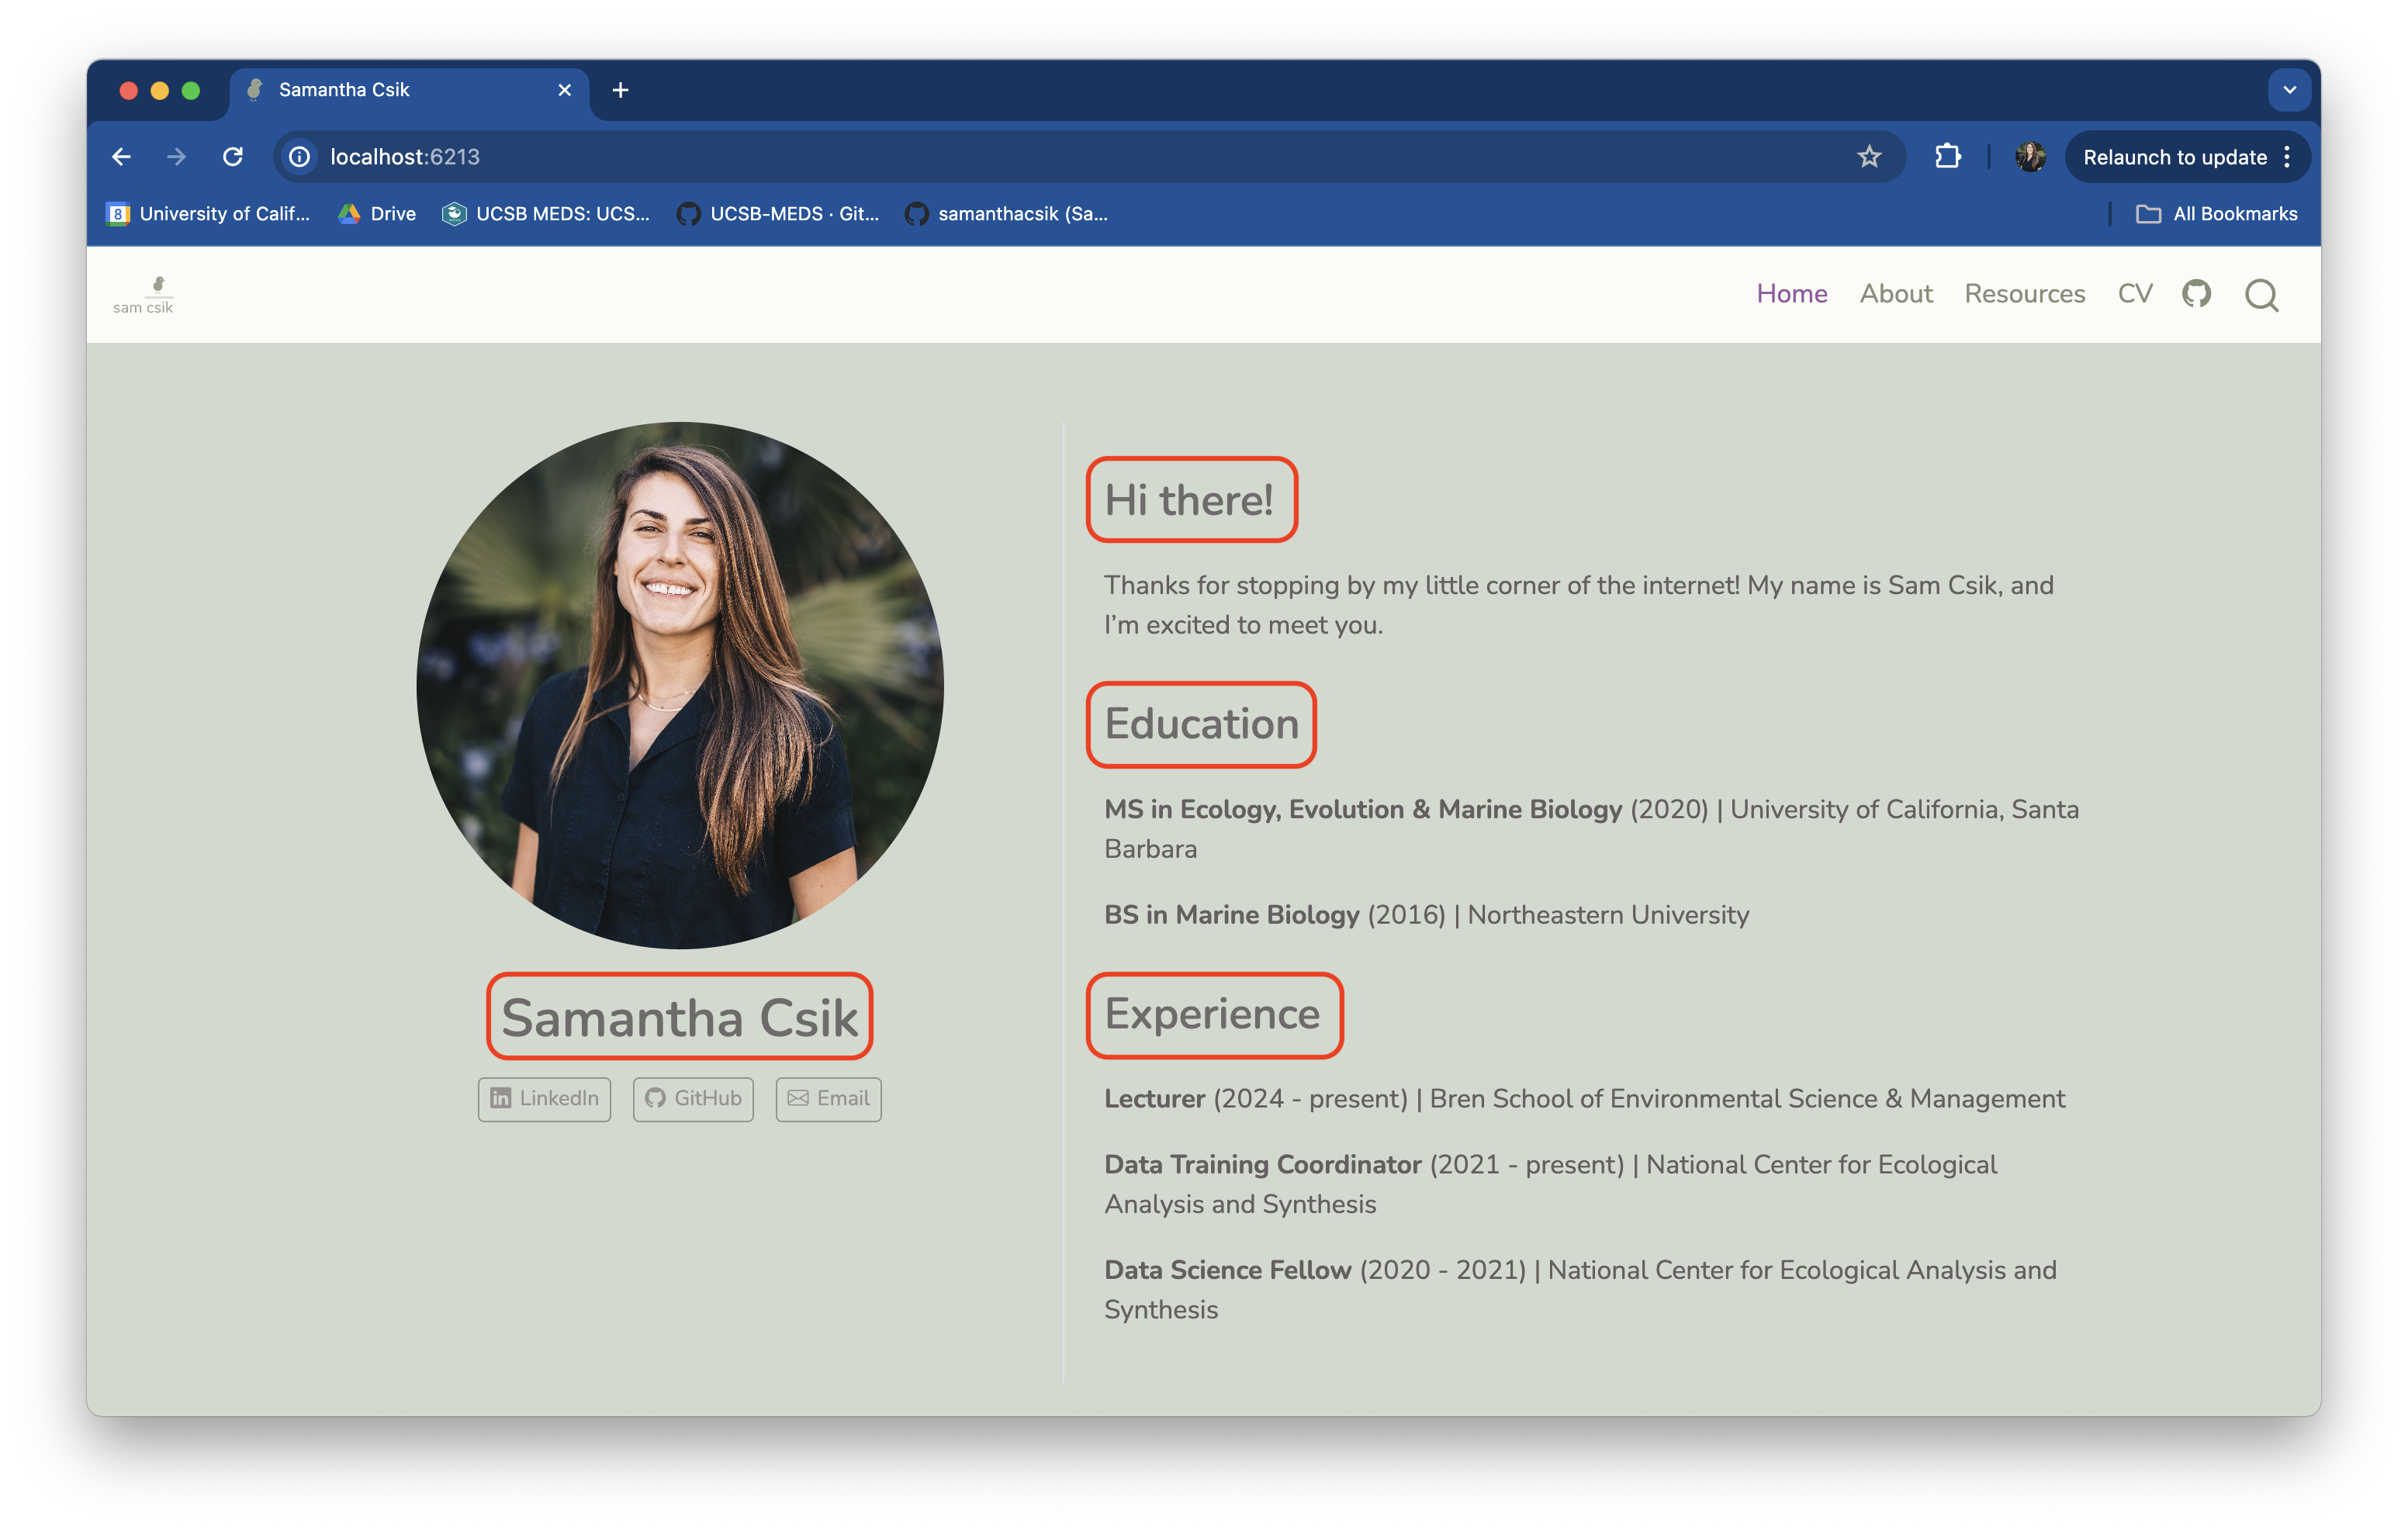 Samantha Csik
localhost:6213
Relaunch to update
8 University of Calif...
Drive
UCSB MEDS: UCS...
UCSB-MEDS · Git...
samanthacsik (Sa...
All Bookmarks
sam csik
Home
About
Resources
CV
Samantha Csik
LinkedIn
GitHub
Email
Hi there!
Thanks for stopping by my little corner of the internet! My name is Sam Csik, and
I’m excited to meet you.
Education
MS in Ecology, Evolution & Marine Biology (2020) | University of California, Santa
Barbara
BS in Marine Biology (2016) | Northeastern University
Experience
Lecturer (2024 - present) | Bren School of Environmental Science & Management
Data Training Coordinator (2021 - present) | National Center for Ecological
Analysis and Synthesis
Data Science Fellow (2020 - 2021) | National Center for Ecological Analysis and
Synthesis